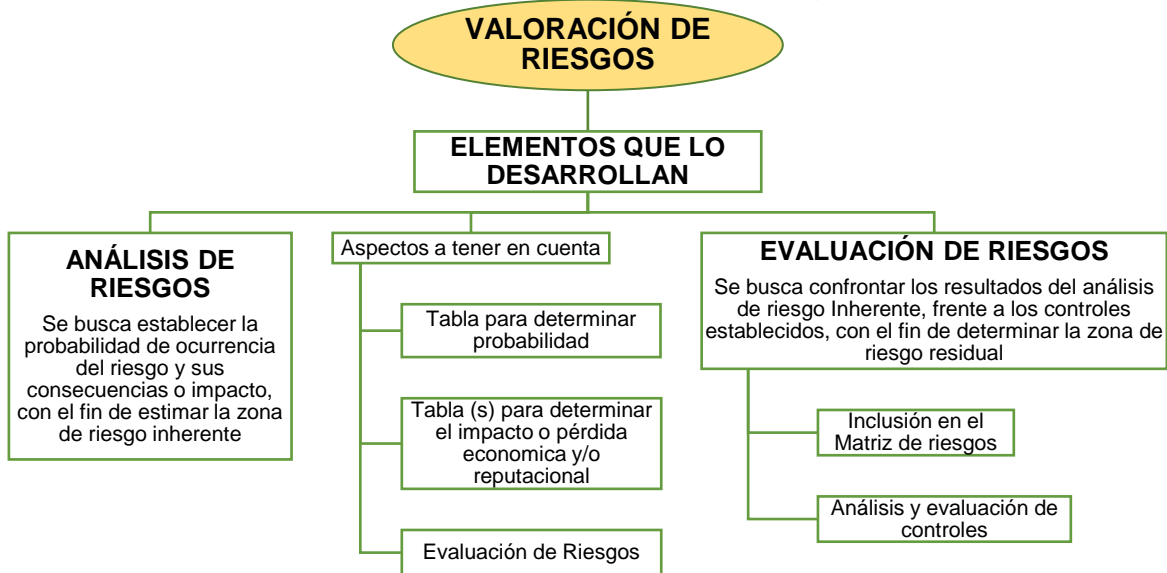 VALORACIÓN DE
RIESGOS
ELEMENTOS QUE LO
DESARROLLAN
ANÁLISIS DE
RIESGOS
Se busca establecer la
probabilidad de ocurrencia
del riesgo y sus
consecuencias o impacto,
con el fin de estimar la zona
de riesgo inherente
Aspectos a tener en cuenta
Tabla para determinar
probabilidad
Tabla (s) para determinar
el impacto o pérdida
economica y/o
reputacional
Evaluación de Riesgos
EVALUACIÓN DE RIESGOS
Se busca confrontar los resultados del análisis
de riesgo Inherente, frente a los controles
establecidos, con el fin de determinar la zona de
riesgo residual
Inclusión en el
Matriz de riesgos
Análisis y evaluación de
controles